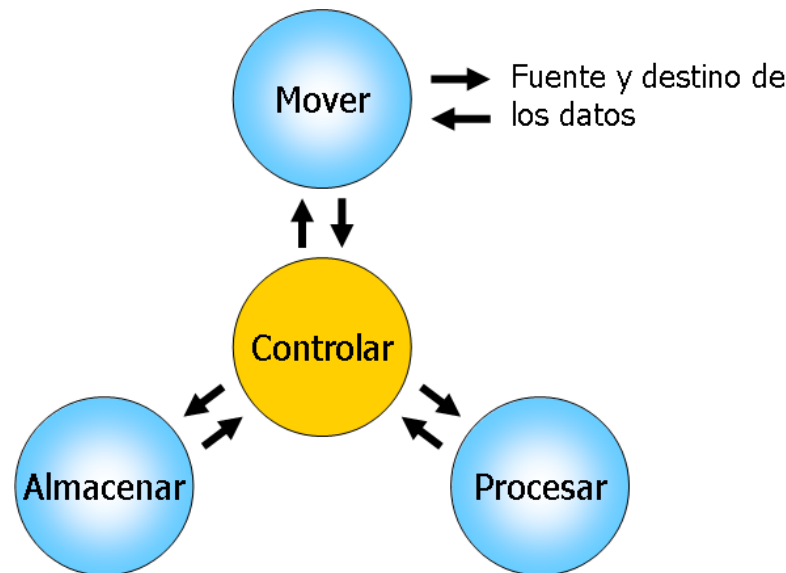 Mover
Fuente y destino de
los datos
Controlar
Almacenar
Procesar